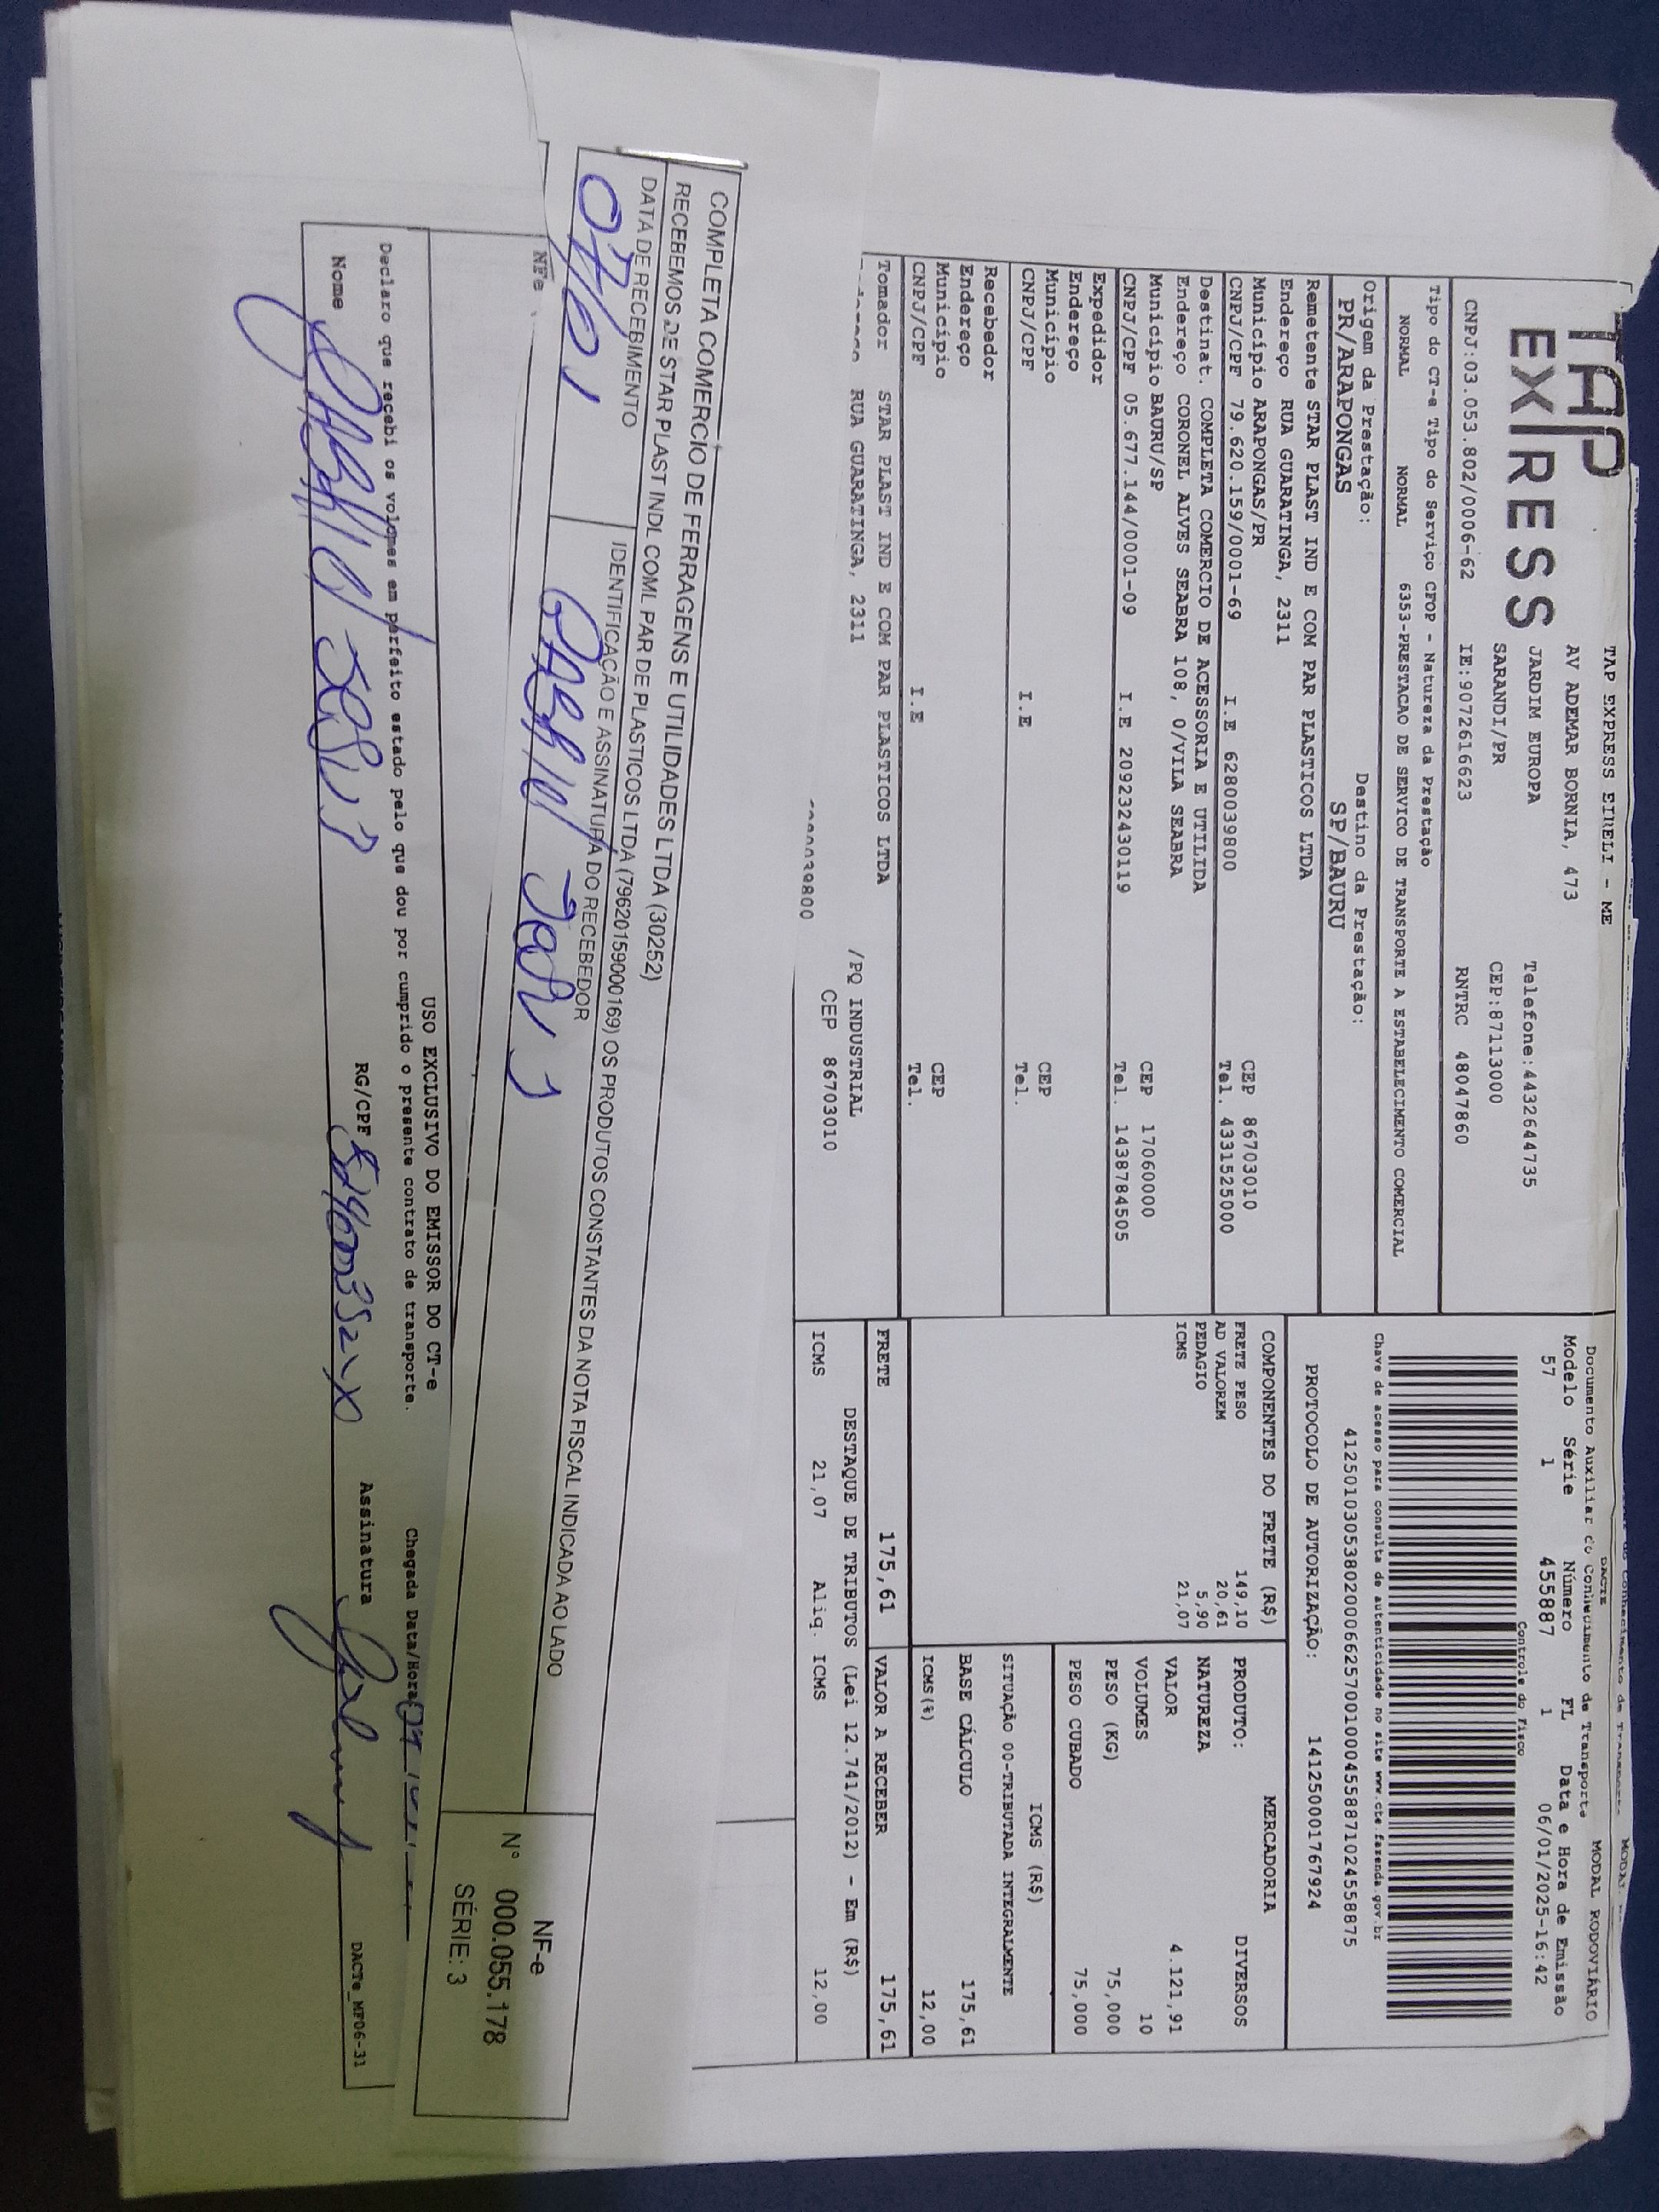 TAP
EXPRESS
TAP EXPRESS EIRELI - ME
AV ADEMAR BORNIA, 473
JARDIM EUROPA Telefone:4432644735
SARANDI/PR CEP:87113000
CNPJ:03.053.802/0006-62 IE:9072616623 RNTRC 48047860
Tipo do CT-e Tipo do Serviço CFOP - Natureza da Prestação
NORMAL NORMAL 6353-PRESTACAO DE SERVICO DE TRANSPORTE A ESTABELECIMENTO COMERCIAL
Origem da Prestação: Destino da Prestação:
PR/ARAPONGAS SP/BAURU
Remetente STAR PLAST IND E COM PAR PLASTICOS LTDA
Endereço RUA GUARATINGA, 2311
Município ARAPONGAS/PR CEP 86703010
CNPJ/CPF 79.620.159/0001-69 I.E 6280039800 Tel. 4331525000
Destinat. COMPLETA COMERCIO DE ACESSORIA E UTILIDA
Endereço CORONEL ALVES SEABRA 108, 0/VILA SEABRA
Município BAURU/SP CEP 17060000
CNPJ/CPF 05.677.144/0001-09 I.E 209232430119 Tel. 14387845​05
Expedidor
Endereço
Município CEP
CNPJ/CPF I.E Tel.
Recebedor
Endereço
Município CEP
CNPJ/CPF I.E Tel.
Tomador STAR PLAST IND E COM PAR PLASTICOS LTDA
RUA GUARATINGA, 2311 /PQ INDUSTRIAL
CEP 86703010
39800
DACTE
Documento Auxiliar do Conhecimento de Transporte MODAL RODOVIÁRIO
Modelo Série Número FL Data e Hora de Emissão
57 1 455887 1 06/01/2025-16:42
Controle do Fisco
Chave de acesso para consulta de autenticidade no site www.cte.fazenda.gov.br
41250103053802000662570010004558871024558875
PROTOCOLO DE AUTORIZAÇÃO: 141250001767924
COMPONENTES DO FRETE (R$)
FRETE PESO 149,10
AD VALOREM 20,61
PEDAGIO 5,90
ICMS 21,07
MERCADORIA
PRODUTO: DIVERSOS
NATUREZA
VALOR 4.121,91
VOLUMES 10
PESO (KG) 75,000
PESO CUBADO 75,000
ICMS (R$)
SITUAÇÃO 00-TRIBUTADA INTEGRALMENTE
BASE CÁLCULO 175,61
ICMS(%) 12,00
FRETE 175,61 VALOR A RECEBER 175,61
DESTAQUE DE TRIBUTOS (Lei 12.741/2012) - Em (R$)
ICMS 21,07 Aliq. ICMS 12,00
COMPLETA COMERCIO DE FERRAGENS E UTILIDADES LTDA (30252)
RECEBEMOS DE STAR PLAST INDL COML PAR DE PLASTICOS LTDA (79620159000169) OS PRODUTOS CONSTANTES DA NOTA FISCAL INDICADA AO LADO
DATA DE RECEBIMENTO IDENTIFICAÇÃO E ASSINATURA DO RECEBEDOR
NF-e
N° 000.055.178
SÉRIE: 3
NFe
USO EXCLUSIVO DO EMISSOR DO CT-e
Declaro que recebi os volumes em perfeito estado pelo que dou por cumprido o presente contrato de transporte. Chegada Data/Hora
Nome RG/CPF Assinatura
DACTe_MF06-31